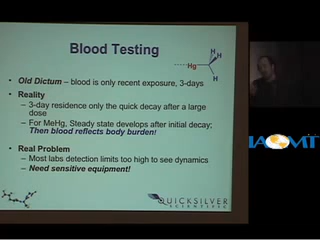 Blood Testing
Hg
H
H
H
• Old Dictum – blood is only recent exposure, 3-days
• Reality
– 3-day residence only the quick decay after a large
dose
– For MeHg, Steady state develops after initial decay;
Then blood reflects body burden!
• Real Problem
– Most labs detection limits too high to see dynamics
– Need sensitive equipment!
QUICKSILVER
SCIENTIFIC
IAOMT